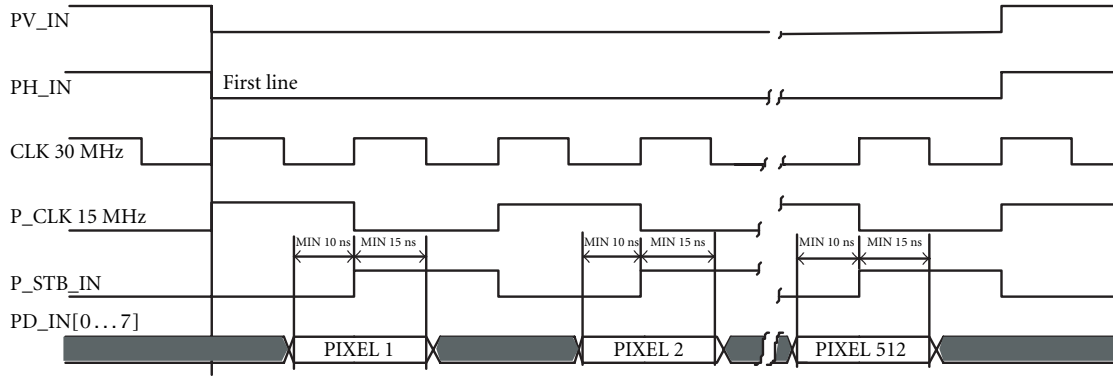 PV_IN
PH_IN
First line
CLK 30 MHz
P_CLK 15 MHz
MIN 10 ns MIN 15 ns MIN 10 ns MIN 15 ns MIN 10 ns MIN 15 ns
P_STB_IN
PD_IN[0...7]
PIXEL 1 PIXEL 2 PIXEL 512